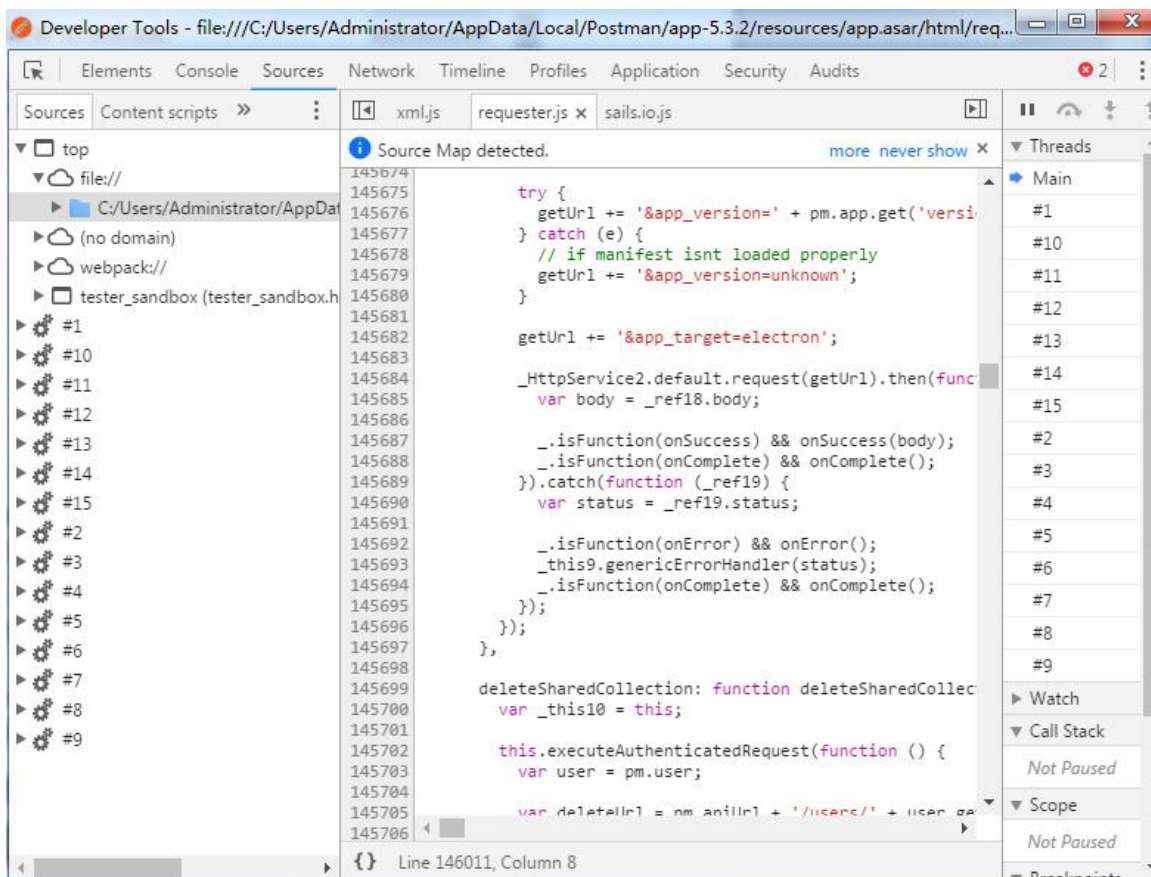 Developer Tools - file:///C:/Users/Administrator/AppData/Local/Postman/app-5.3.2/resources/app.asar/html/req...
Elements Console Sources Network Timeline Profiles Application Security Audits 2
Sources Content scripts »
top
file://
C:/Users/Administrator/AppDat
(no domain)
webpack://
tester_sandbox (tester_sandbox.h
#1
#10
#11
#12
#13
#14
#15
#2
#3
#4
#5
#6
#7
#8
#9
xml.js requester.js × sails.io.js
Source Map detected. more never show ×
145674
145675 try {
145676 getUrl += '&app_version=' + pm.app.get('versi
145677 } catch (e) {
145678 // if manifest isnt loaded properly
145679 getUrl += '&app_version=unknown';
145680 }
145681
145682 getUrl += '&app_target=electron';
145683
145684 _HttpService2.default.request(getUrl).then(func
145685 var body = _ref18.body;
145686
145687 _.isFunction(onSuccess) && onSuccess(body);
145688 _.isFunction(onComplete) && onComplete();
145689 }).catch(function (_ref19) {
145690 var status = _ref19.status;
145691
145692 _.isFunction(onError) && onError();
145693 _this9.genericErrorHandler(status);
145694 _.isFunction(onComplete) && onComplete();
145695 });
145696 });
145697 },
145698
145699 deleteSharedCollection: function deleteSharedCollec
145700 var _this10 = this;
145701
145702 this.executeAuthenticatedRequest(function () {
145703 var user = pm.user;
145704
145705 var deleteUrl = pm.apiUrl + '/users/' + user.ge
145706
{} Line 146011, Column 8
Threads
Main
#1
#10
#11
#12
#13
#14
#15
#2
#3
#4
#5
#6
#7
#8
#9
Watch
Call Stack
Not Paused
Scope
Not Paused
Breakpoints